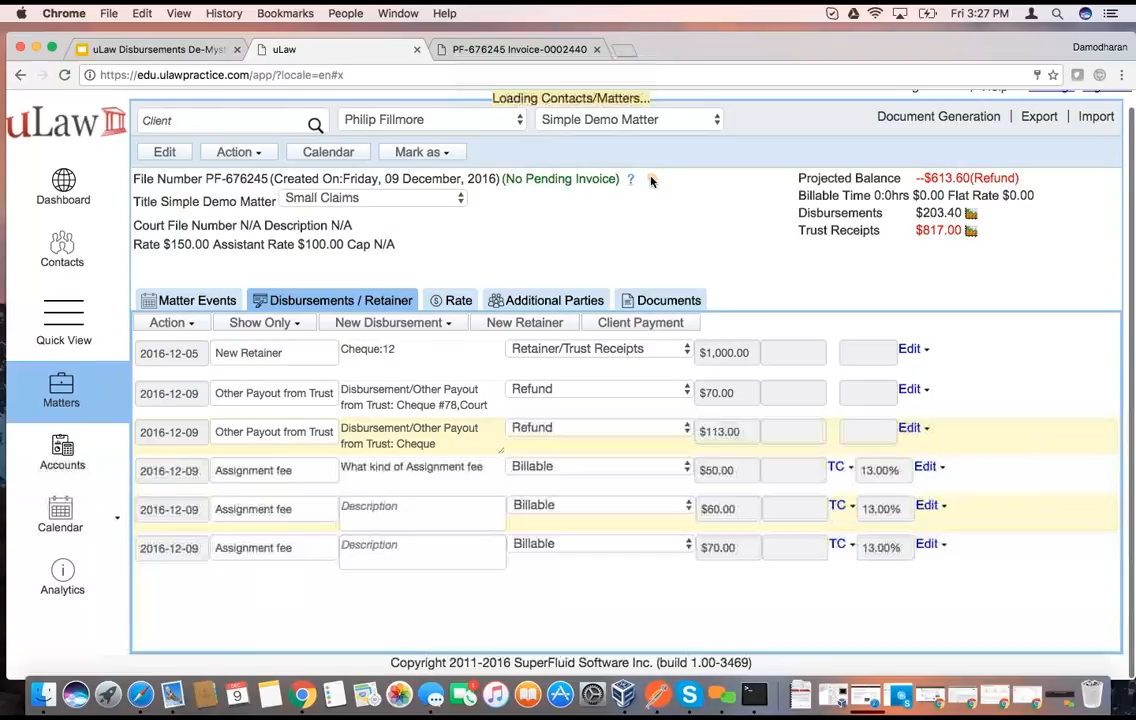 Chrome File Edit View History Bookmarks People Window Help Fri 3:27 PM
uLaw Disbursements De-Myst × uLaw × PF-676245 Invoice-0002440 × Damodharan
https://edu.ulawpractice.com/app/?locale=en#x
Loading Contacts/Matters...
uLaw Client Philip Fillmore Simple Demo Matter Document Generation Export Import
Edit Action Calendar Mark as
File Number PF-676245(Created On:Friday, 09 December, 2016)(No Pending Invoice) ? Projected Balance --$613.60(Refund)
Title Simple Demo Matter Small Claims Billable Time 0:0hrs $0.00 Flat Rate $0.00
Dashboard
Disbursements $203.40
Court File Number N/A Description N/A Trust Receipts $817.00
Rate $150.00 Assistant Rate $100.00 Cap N/A
Contacts
Matter Events Disbursements / Retainer Rate Additional Parties Documents
Action Show Only New Disbursement New Retainer Client Payment
Quick View
2016-12-05 New Retainer Cheque:12 Retainer/Trust Receipts $1,000.00 Edit
2016-12-09 Other Payout from Trust Disbursement/Other Payout Refund $70.00 Edit
from Trust: Cheque #78,Court
Matters
2016-12-09 Other Payout from Trust Disbursement/Other Payout Refund $113.00 Edit
from Trust: Cheque
Accounts
2016-12-09 Assignment fee What kind of Assignment fee Billable $50.00 TC 13.00% Edit
2016-12-09 Assignment fee Description Billable $60.00 TC 13.00% Edit
Calendar
2016-12-09 Assignment fee Description Billable $70.00 TC 13.00% Edit
Analytics
Copyright 2011-2016 SuperFluid Software Inc. (build 1.00-3469)